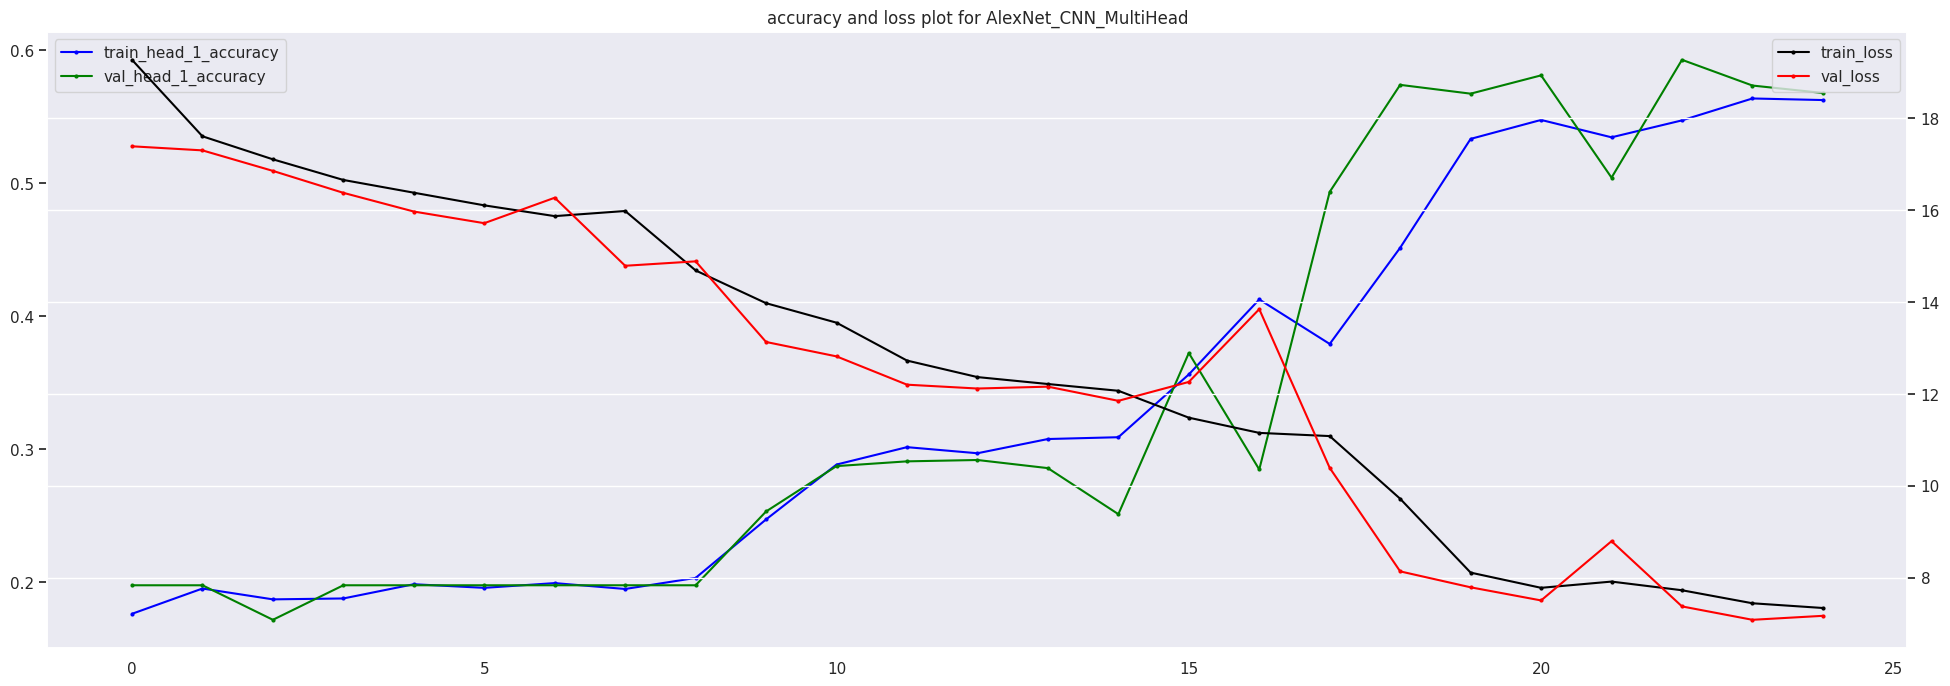 accuracy and loss plot for AlexNet_CNN_MultiHead
train_head_1_accuracy
val_head_1_accuracy
train_loss
val_loss
0.6
0.5
0.4
0.3
0.2
18
16
14
12
10
8
0 5 10 15 20 25